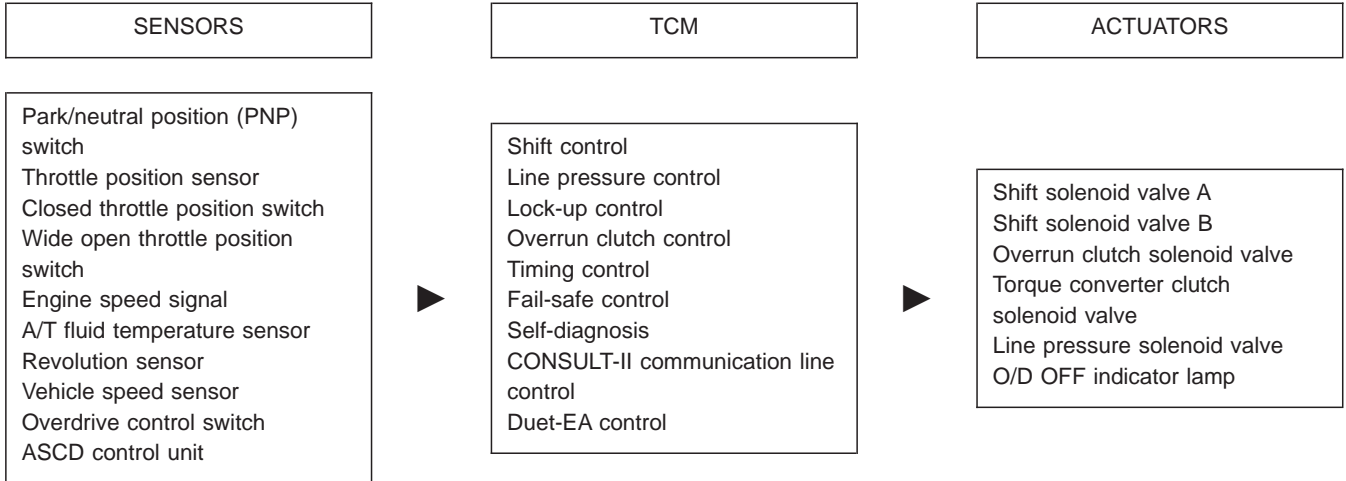 SENSORS
TCM
ACTUATORS
Park/neutral position (PNP)
switch
Throttle position sensor
Closed throttle position switch
Wide open throttle position
switch
Engine speed signal
A/T fluid temperature sensor
Revolution sensor
Vehicle speed sensor
Overdrive control switch
ASCD control unit
Shift control
Line pressure control
Lock-up control
Overrun clutch control
Timing control
Fail-safe control
Self-diagnosis
CONSULT-II communication line
control
Duet-EA control
Shift solenoid valve A
Shift solenoid valve B
Overrun clutch solenoid valve
Torque converter clutch
solenoid valve
Line pressure solenoid valve
O/D OFF indicator lamp